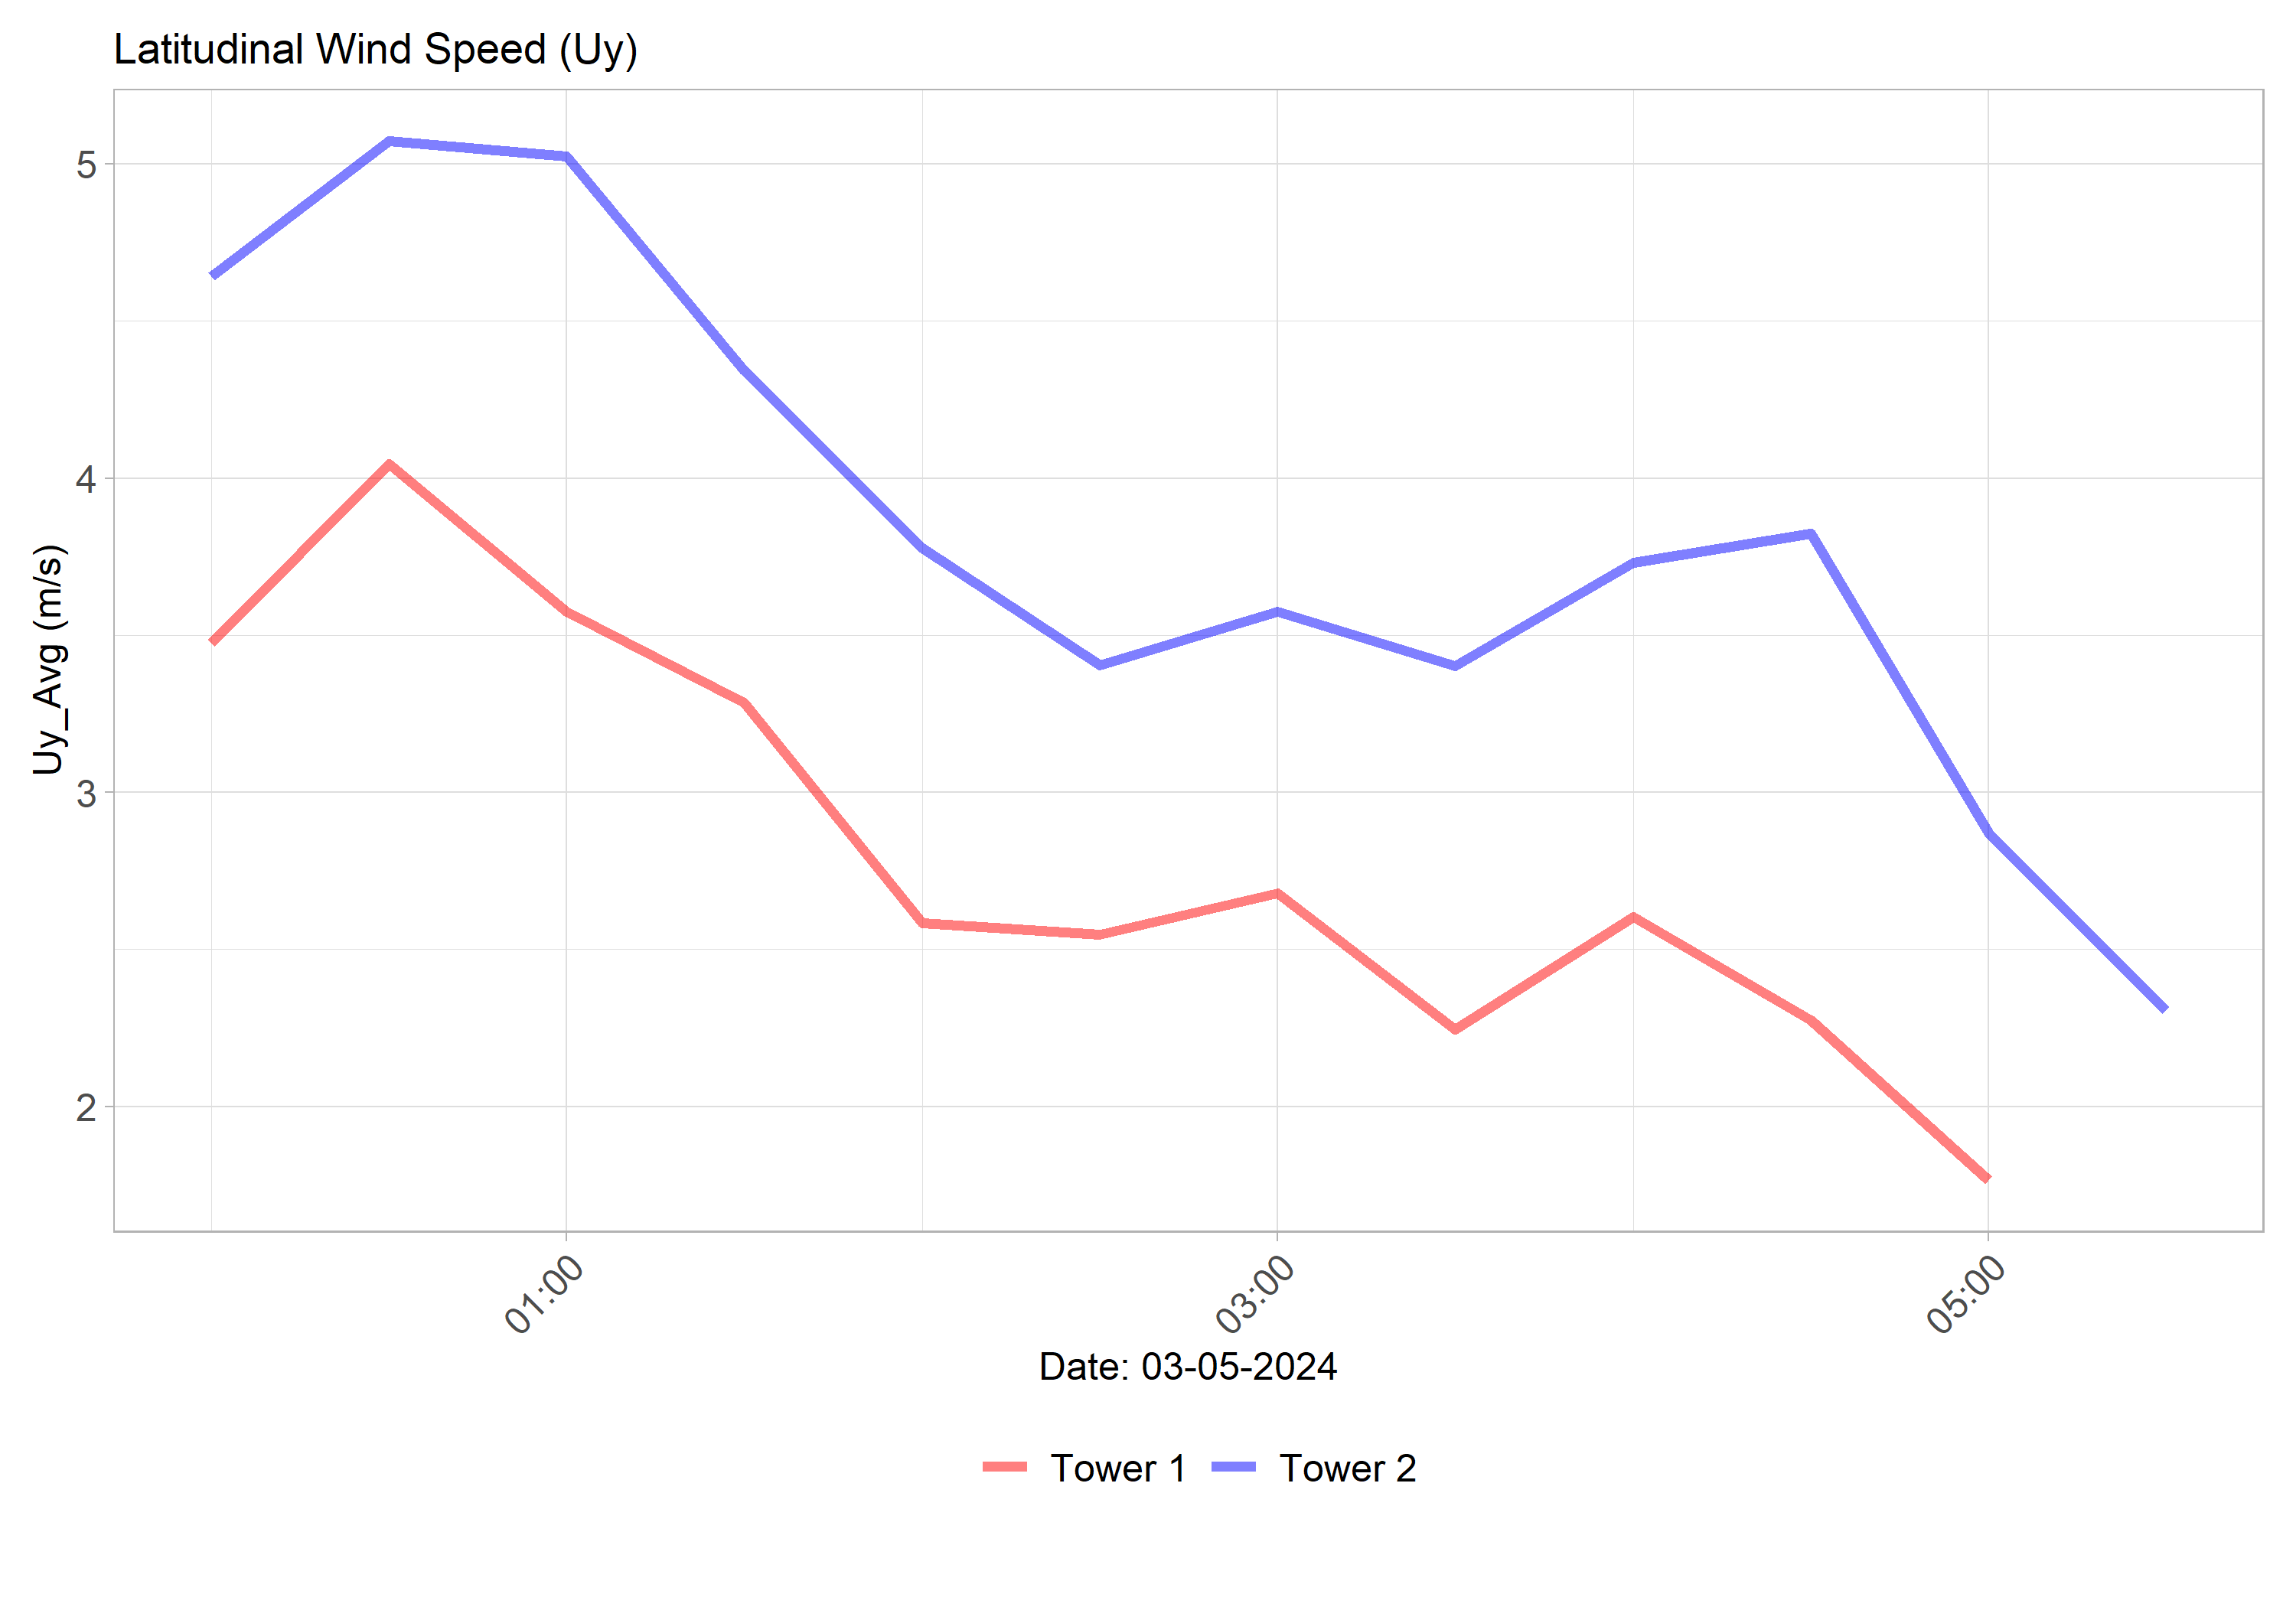 Latitudinal Wind Speed (Uy)
Uy_Avg (m/s)
5
4
3
2
01:00
03:00
05:00
Date: 03-05-2024
Tower 1 Tower 2